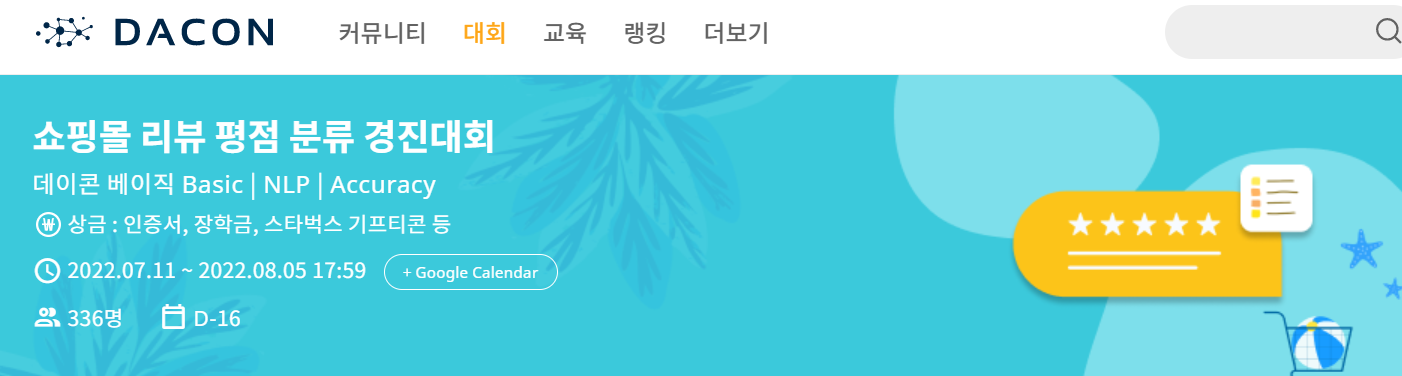 DACON 커뮤니티 대회 교육 랭킹 더보기
쇼핑몰 리뷰 평점 분류 경진대회
데이콘 베이직 Basic | NLP | Accuracy
₩ 상금 : 인증서, 장학금, 스타벅스 기프티콘 등
2022.07.11 ~ 2022.08.05 17:59 + Google Calendar
336명 D-16